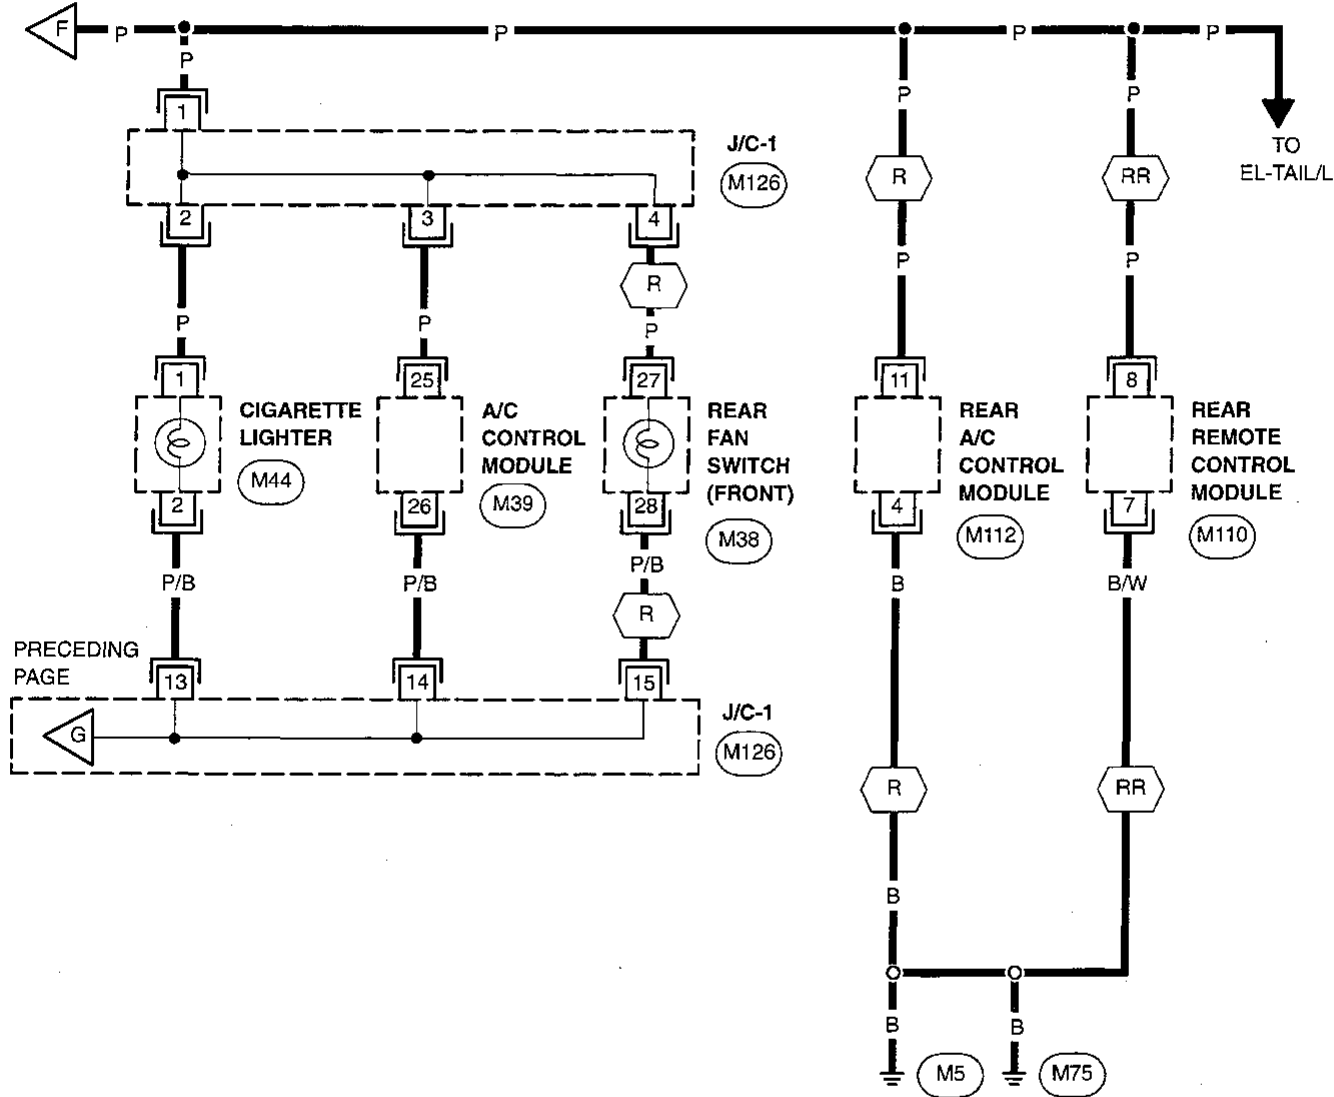 F P P P P
P
P P
1
J/C-1
M126
R RR
TO
EL-TAIL/L
2 3 4
R
P P
P P P
1 25 27 11 8
CIGARETTE
LIGHTER
M44
A/C
CONTROL
MODULE
M39
REAR
FAN
SWITCH
(FRONT)
M38
REAR
A/C
CONTROL
MODULE
M112
REAR
REMOTE
CONTROL
MODULE
M110
2 26 28 4 7
P/B P/B P/B B B/W
R
PRECEDING
PAGE
13 14 15
G
J/C-1
M126
R RR
B
B B
M5 M75